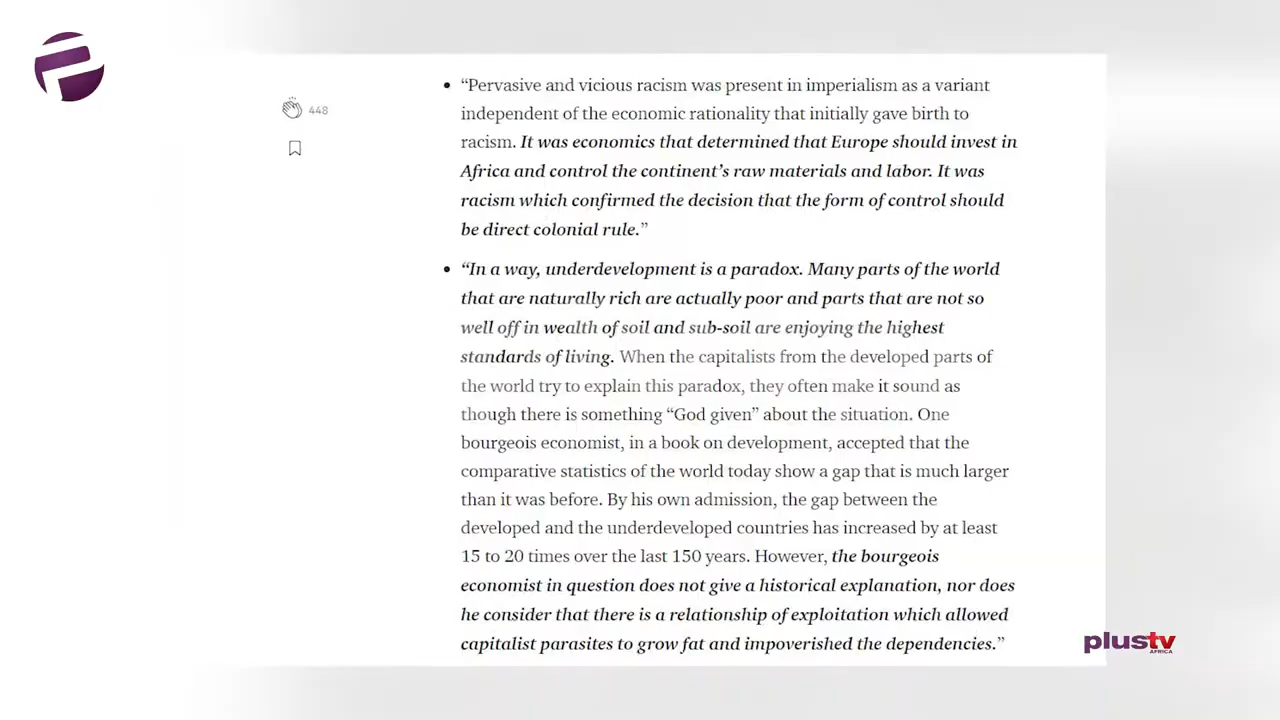 448
“Pervasive and vicious racism was present in imperialism as a variant
independent of the economic rationality that initially gave birth to
racism. It was economics that determined that Europe should invest in
Africa and control the continent’s raw materials and labor. It was
racism which confirmed the decision that the form of control should
be direct colonial rule.”
“In a way, underdevelopment is a paradox. Many parts of the world
that are naturally rich are actually poor and parts that are not so
well off in wealth of soil and sub-soil are enjoying the highest
standards of living. When the capitalists from the developed parts of
the world try to explain this paradox, they often make it sound as
though there is something “God given” about the situation. One
bourgeois economist, in a book on development, accepted that the
comparative statistics of the world today show a gap that is much larger
than it was before. By his own admission, the gap between the
developed and the underdeveloped countries has increased by at least
15 to 20 times over the last 150 years. However, the bourgeois
economist in question does not give a historical explanation, nor does
he consider that there is a relationship of exploitation which allowed
capitalist parasites to grow fat and impoverished the dependencies.”
plustv
AFRICA